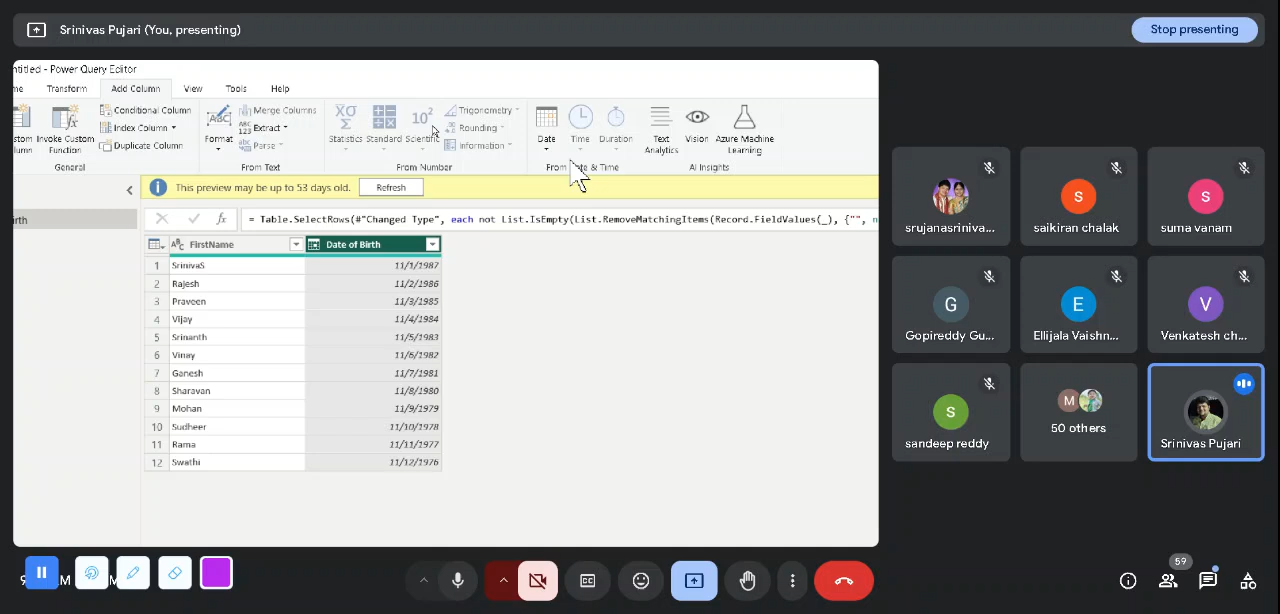 Srinivas Pujari (You, presenting)
Stop presenting
ntitled - Power Query Editor
me Transform Add Column View Tools Help
Conditional Column
Index Column
Duplicate Column
stom Invoke Custom
lumn Function
General
Format
Merge Columns
ABC
123 Extract
Parse
From Text
Statistics Standard Scientific
Trigonometry
Rounding
Information
From Number
Date Time Duration
From Date & Time
Text Analytics
Vision
Azure Machine Learning
AI Insights
This preview may be up to 53 days old.
Refresh
irth
= Table.SelectRows(#"Changed Type", each not List.IsEmpty(List.RemoveMatchingItems(Record.FieldValues(_), {"", n
FirstName Date of Birth
1 SrinivaS 11/1/1987
2 Rajesh 11/2/1986
3 Praveen 11/3/1985
4 Vijay 11/4/1984
5 Srinanth 11/5/1983
6 Vinay 11/6/1982
7 Ganesh 11/7/1981
8 Sharavan 11/8/1980
9 Mohan 11/9/1979
10 Sudheer 11/10/1978
11 Rama 11/11/1977
12 Swathi 11/12/1976
srujanasriniva...
S
saikiran chalak
S
suma vanam
G
Gopireddy Gu...
E
Ellijala Vaishn...
V
Venkatesh ch...
S
sandeep reddy
M
50 others
Srinivas Pujari
59